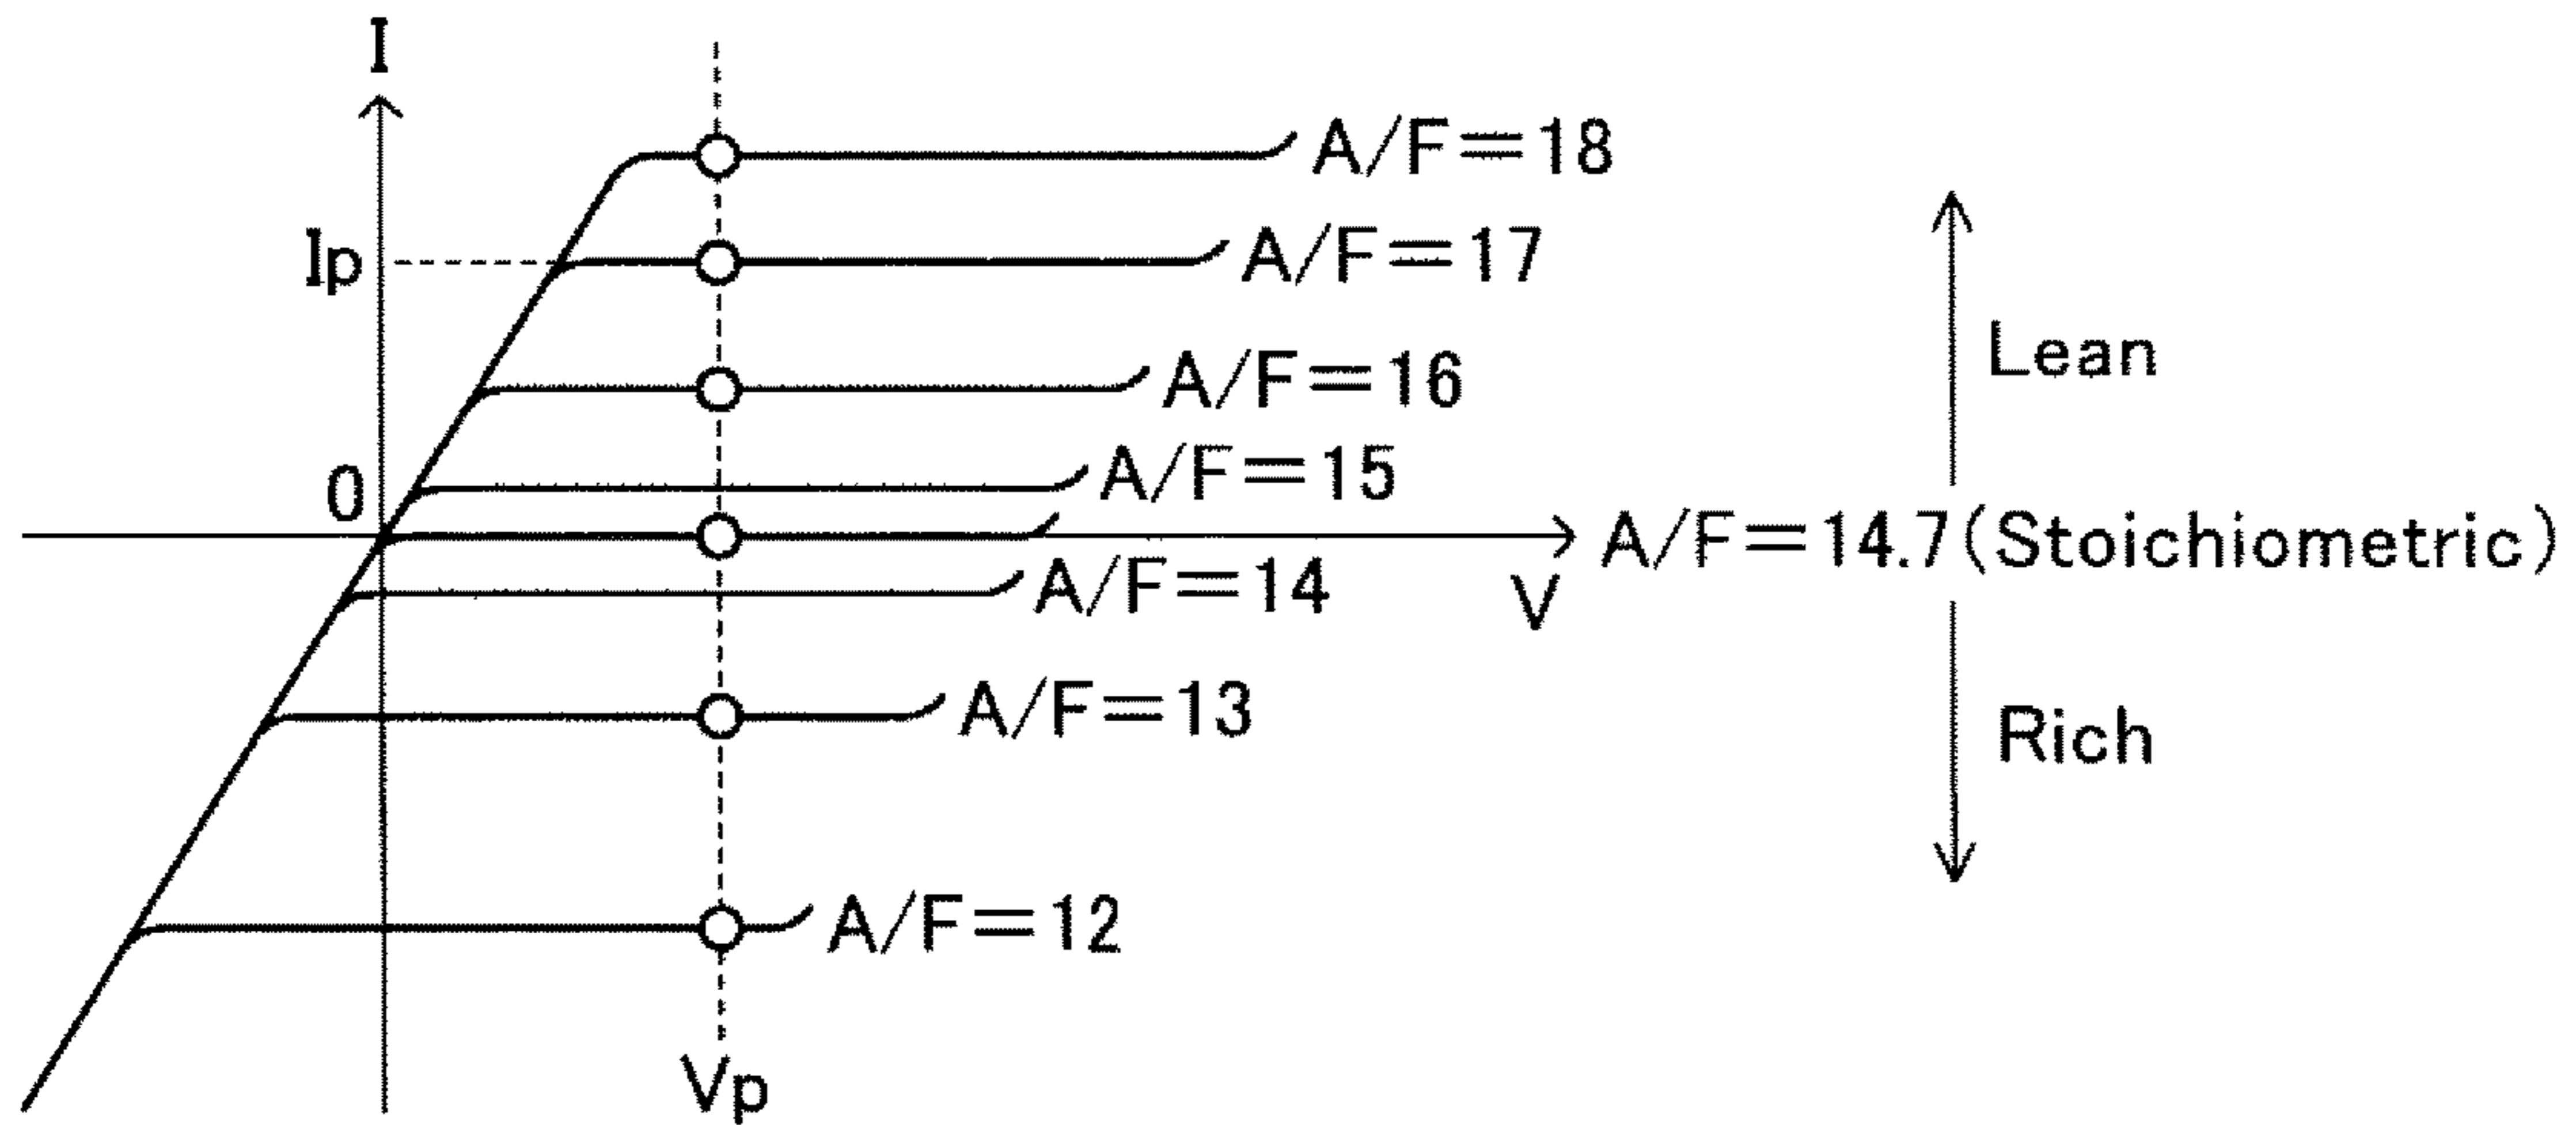 I
A/F=18
Ip
A/F=17
Lean
A/F=16
0
A/F=15
A/F=14.7(Stoichiometric)
A/F=14
V
A/F=13
Rich
A/F=12
Vp